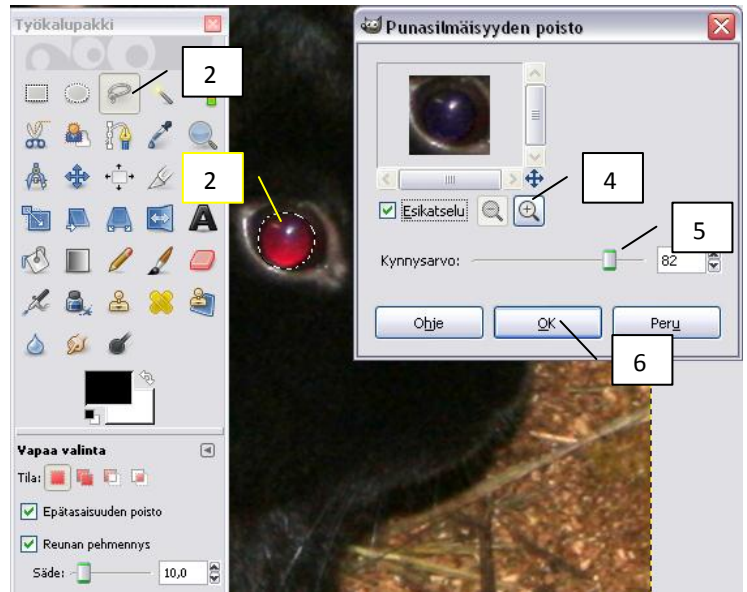 Työkalupakki
2
2
Vapaa valinta
Tila:
Epätasaisuuden poisto
Reunan pehmennys
Säde: 10,0
Punasilmäisyyden poisto
4
Esikatselu
5
Kynnysarvo: 82
Ohje OK Peru
6